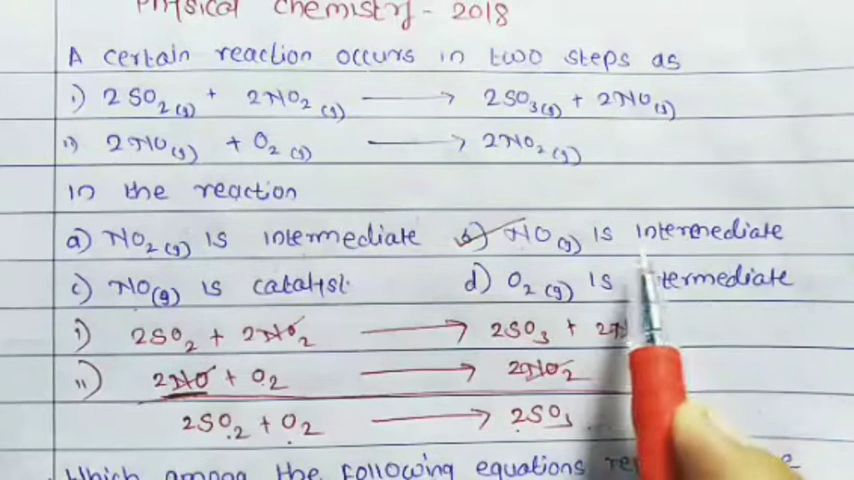 Physical Chemistry - 2018
A certain reaction occurs in two steps as
i) 2SO2(g) + 2NO2(g) ⟶ 2SO3(g) + 2NO(g)
ii) 2NO(g) + O2(g) ⟶ 2NO2(g)
In the reaction
a) NO2(g) is intermediate b) NO(g) is intermediate
c) NO(g) is catalyst d) O2(g) is intermediate
i) 2SO2 + 2NO2 ⟶ 2SO3 +
ii) 2NO + O2 ⟶ 2NO2
2SO2 + O2 ⟶ 2SO3
Which among the following equations